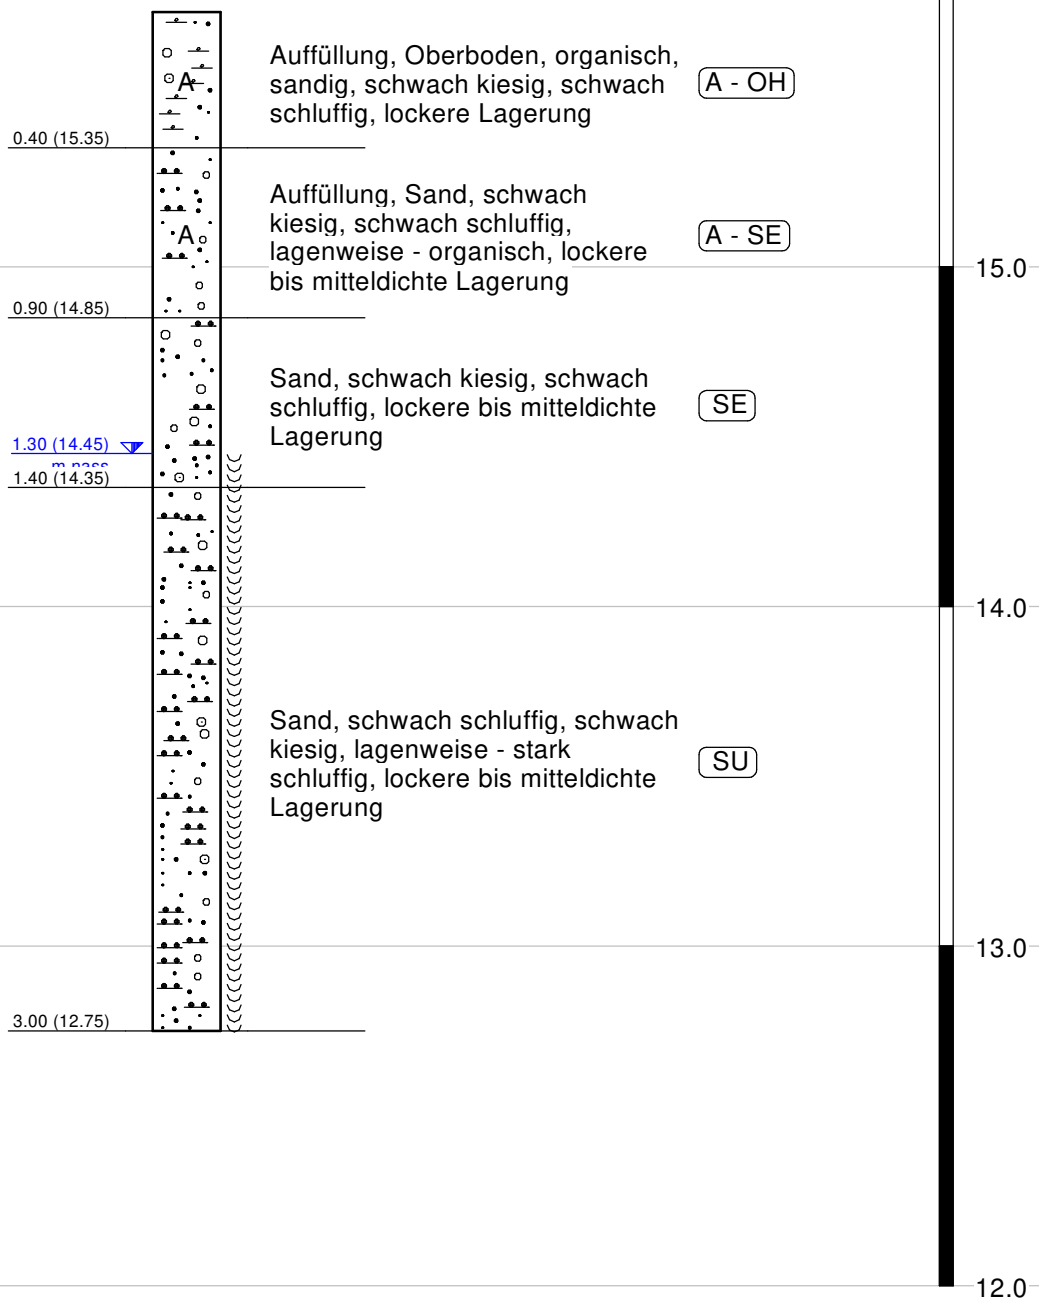 Auffüllung, Oberboden, organisch,
sandig, schwach kiesig, schwach
schluffig, lockere Lagerung
A - OH
A
0.40 (15.35)
Auffüllung, Sand, schwach
kiesig, schwach schluffig,
lagenweise - organisch, lockere
bis mitteldichte Lagerung
A - SE
A
15.0
0.90 (14.85)
Sand, schwach kiesig, schwach
schluffig, lockere bis mitteldichte
Lagerung
SE
1.30 (14.45)
m nass
1.40 (14.35)
14.0
Sand, schwach schluffig, schwach
kiesig, lagenweise - stark
schluffig, lockere bis mitteldichte
Lagerung
SU
13.0
3.00 (12.75)
12.0